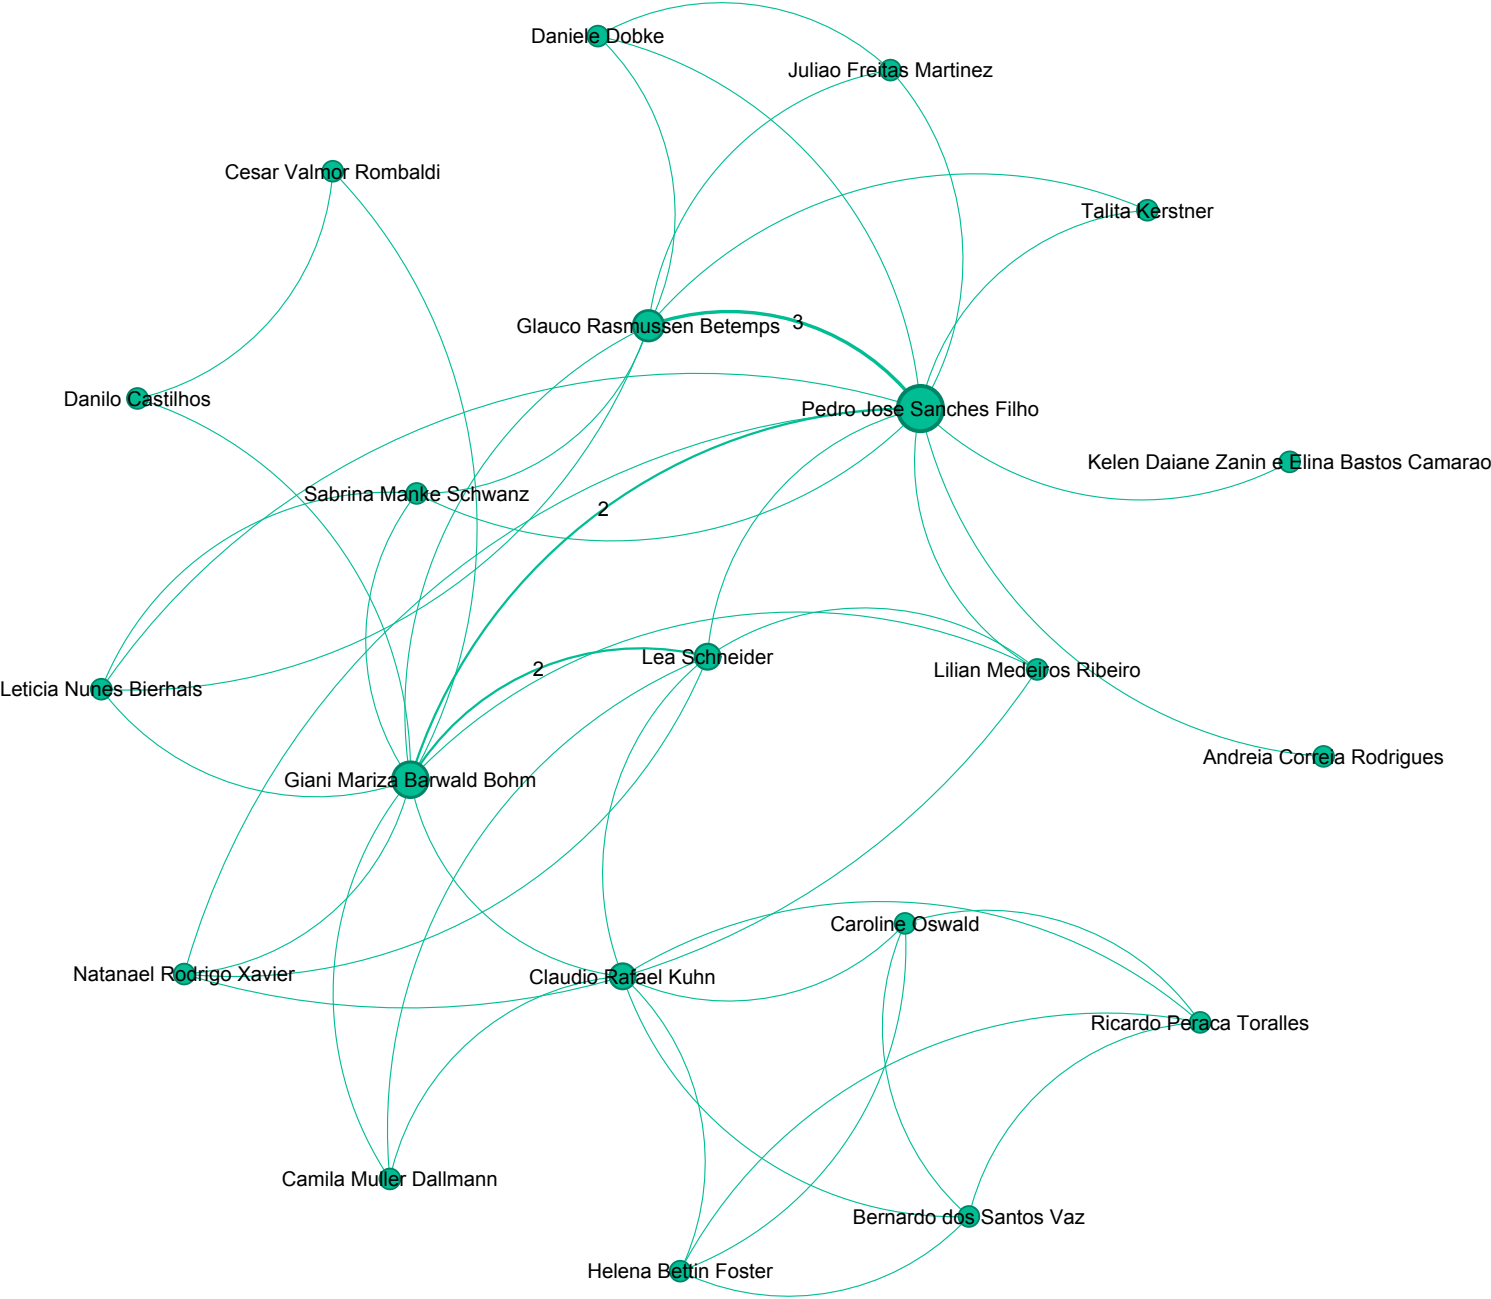 Daniele Dobke
Juliao Freitas Martinez
Cesar Valmor Rombaldi
Talita Kerstner
Glauco Rasmussen Betemps
3
Danilo Castilhos
Pedro Jose Sanches Filho
Kelen Daiane Zanin e Elina Bastos Camarao
Sabrina Manke Schwanz
2
Lea Schneider
2
Lilian Medeiros Ribeiro
Leticia Nunes Bierhals
Andreia Correia Rodrigues
Giani Mariza Barwald Bohm
Caroline Oswald
Natanael Rodrigo Xavier
Claudio Rafael Kuhn
Ricardo Peraca Toralles
Camila Muller Dallmann
Bernardo dos Santos Vaz
Helena Bettin Foster